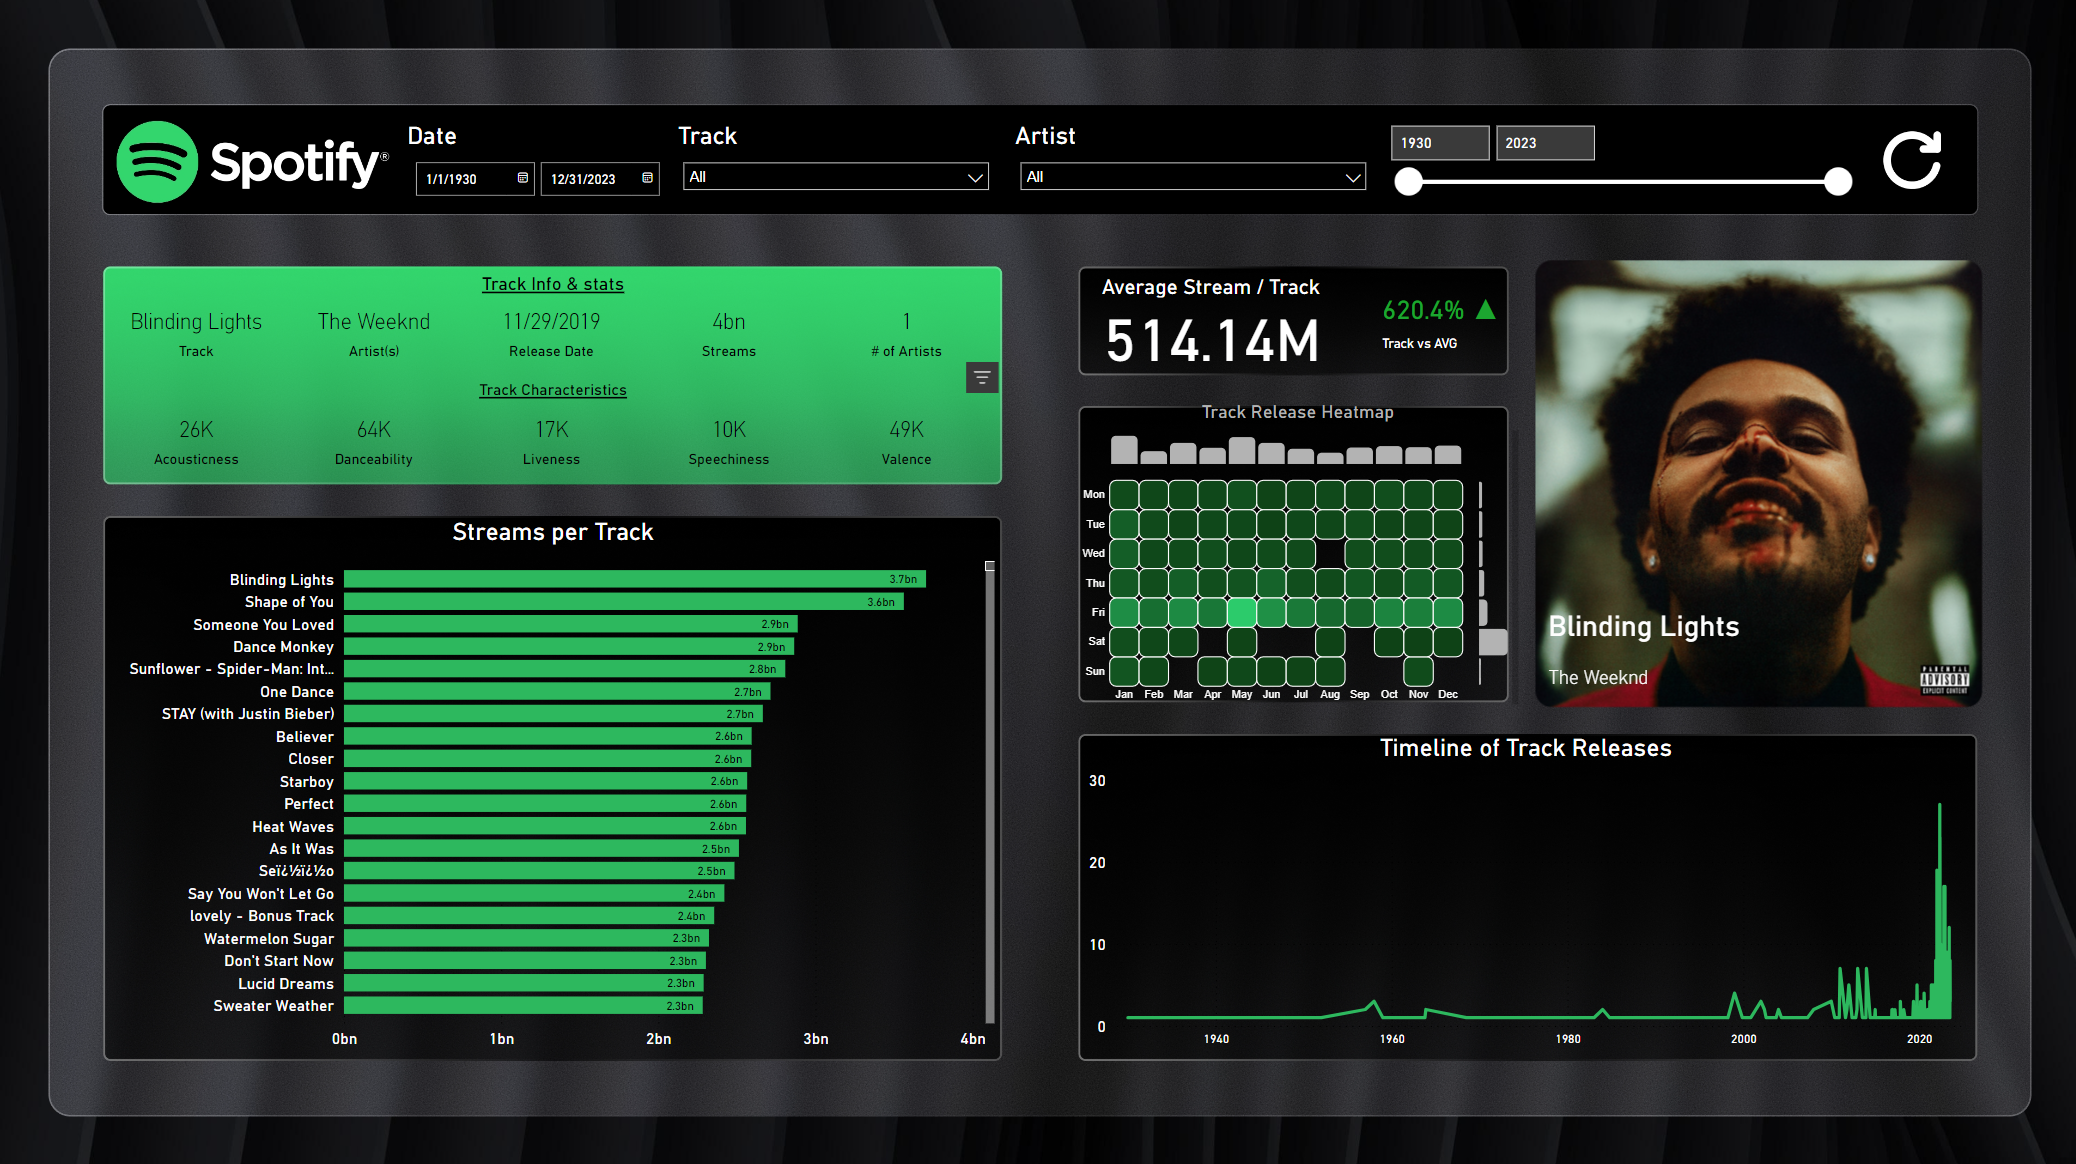 Spotify®
Date
1/1/1930
12/31/2023
Track
All
Artist
All
1930
2023
Track Info & stats
Blinding Lights
The Weeknd
11/29/2019
4bn
1
Track
Artist(s)
Release Date
Streams
# of Artists
Track Characteristics
26K
64K
17K
10K
49K
Acousticness
Danceability
Liveness
Speechiness
Valence
Average Stream / Track
514.14M
620.4%
Track vs AVG
Track Release Heatmap
Mon
Tue
Wed
Thu
Fri
Sat
Sun
Jan Feb Mar Apr May Jun Jul Aug Sep Oct Nov Dec
Blinding Lights
The Weeknd
PARENTAL
ADVISORY
EXPLICIT CONTENT
Streams per Track
Blinding Lights 3.7bn
Shape of You 3.6bn
Someone You Loved 2.9bn
Dance Monkey 2.9bn
Sunflower - Spider-Man: Int... 2.8bn
One Dance 2.7bn
STAY (with Justin Bieber) 2.7bn
Believer 2.6bn
Closer 2.6bn
Starboy 2.6bn
Perfect 2.6bn
Heat Waves 2.6bn
As It Was 2.5bn
Seï¿½ï¿½o 2.5bn
Say You Won't Let Go 2.4bn
lovely - Bonus Track 2.4bn
Watermelon Sugar 2.3bn
Don't Start Now 2.3bn
Lucid Dreams 2.3bn
Sweater Weather 2.3bn
0bn 1bn 2bn 3bn 4bn
Timeline of Track Releases
30
20
10
0
1940 1960 1980 2000 2020